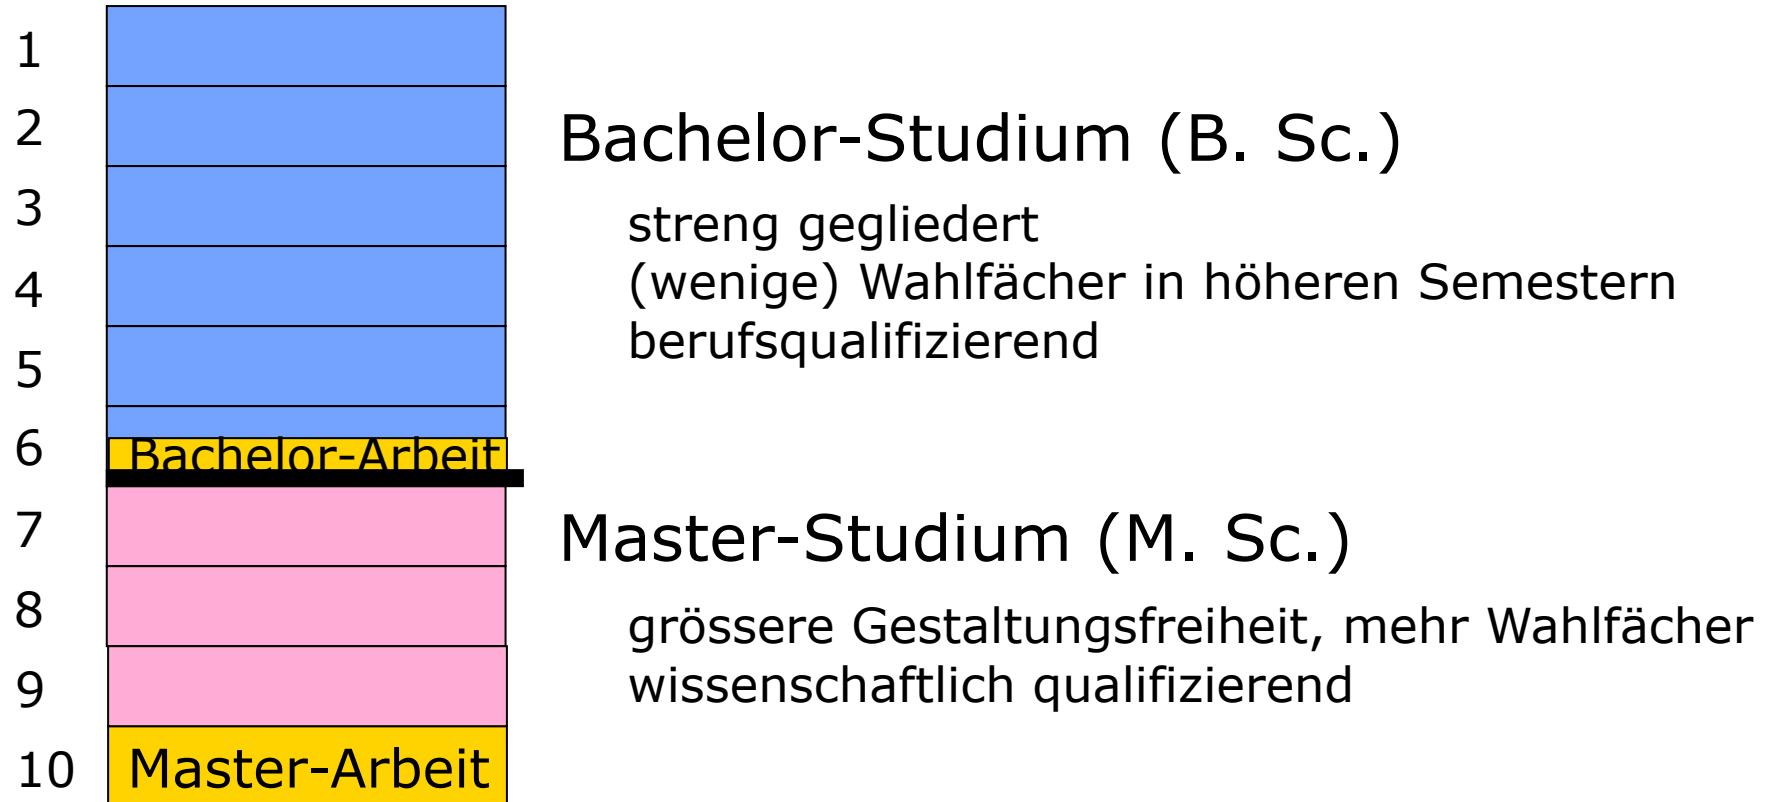 1
2
Bachelor-Studium (B. Sc.)
3
streng gegliedert
4
(wenige) Wahlfächer in höheren Semestern
berufsqualifizierend
5
6
Bachelor-Arbeit
7
Master-Studium (M. Sc.)
8
grössere Gestaltungsfreiheit, mehr Wahlfächer
9
wissenschaftlich qualifizierend
10
Master-Arbeit